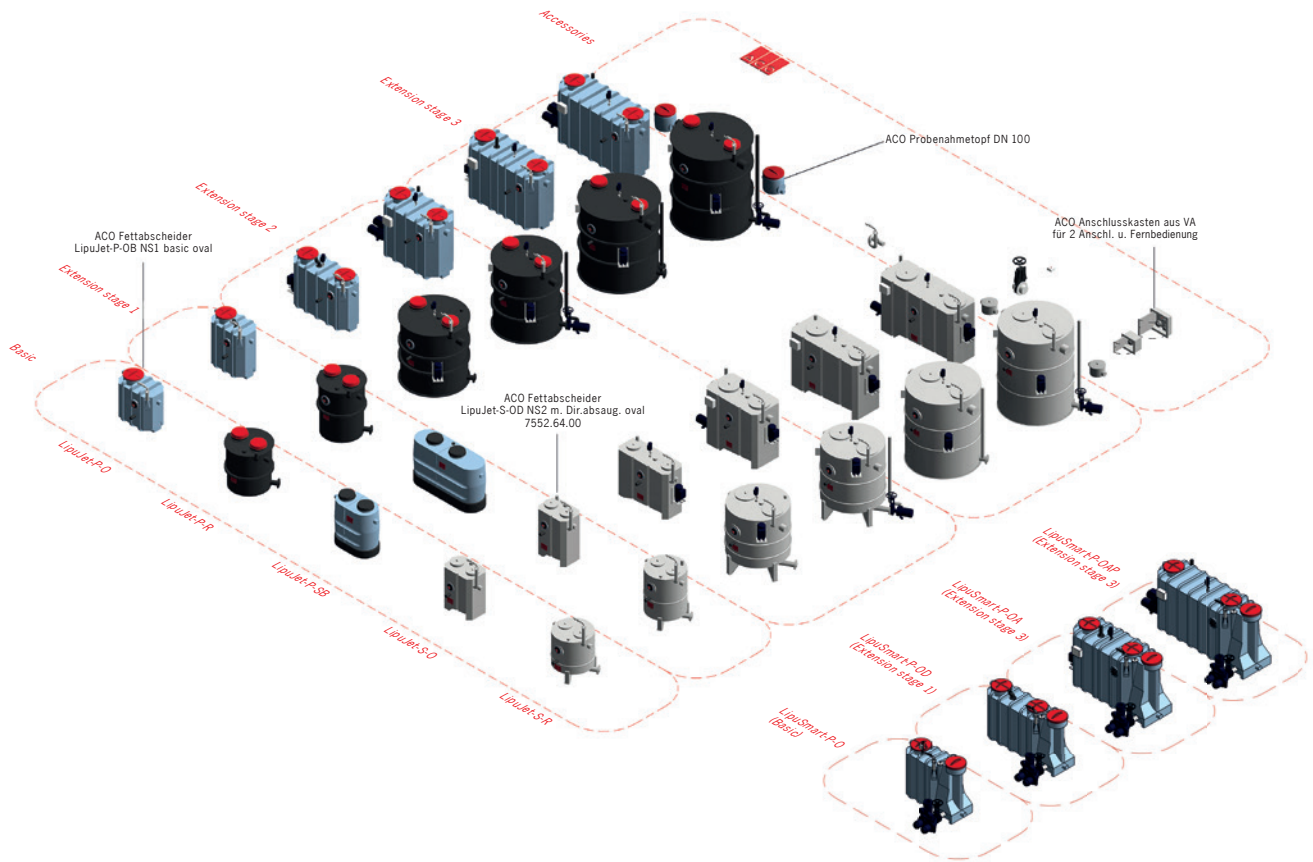 Accessories
Extension stage 3
ACO Probenahmetopf DN 100
Extension stage 2
ACO Anschlusskasten aus VA
für 2 Anschl. u. Fernbedienung
ACO Fettabscheider
LipuJet-P-OB NS1 basic oval
Extension stage 1
Basic
ACO Fettabscheider
LipuJet-S-OD NS2 m. Dir.absaug. oval
7552.64.00
LipuJet-P-O
LipuJet-P-R
LipuJet-P-SB
LipuJet-S-O
LipuJet-S-R
LipuSmart-P-OAP
(Extension stage 3)
LipuSmart-P-OA
(Extension stage 3)
LipuSmart-P-OD
(Extension stage 1)
LipuSmart-P-O
(Basic)